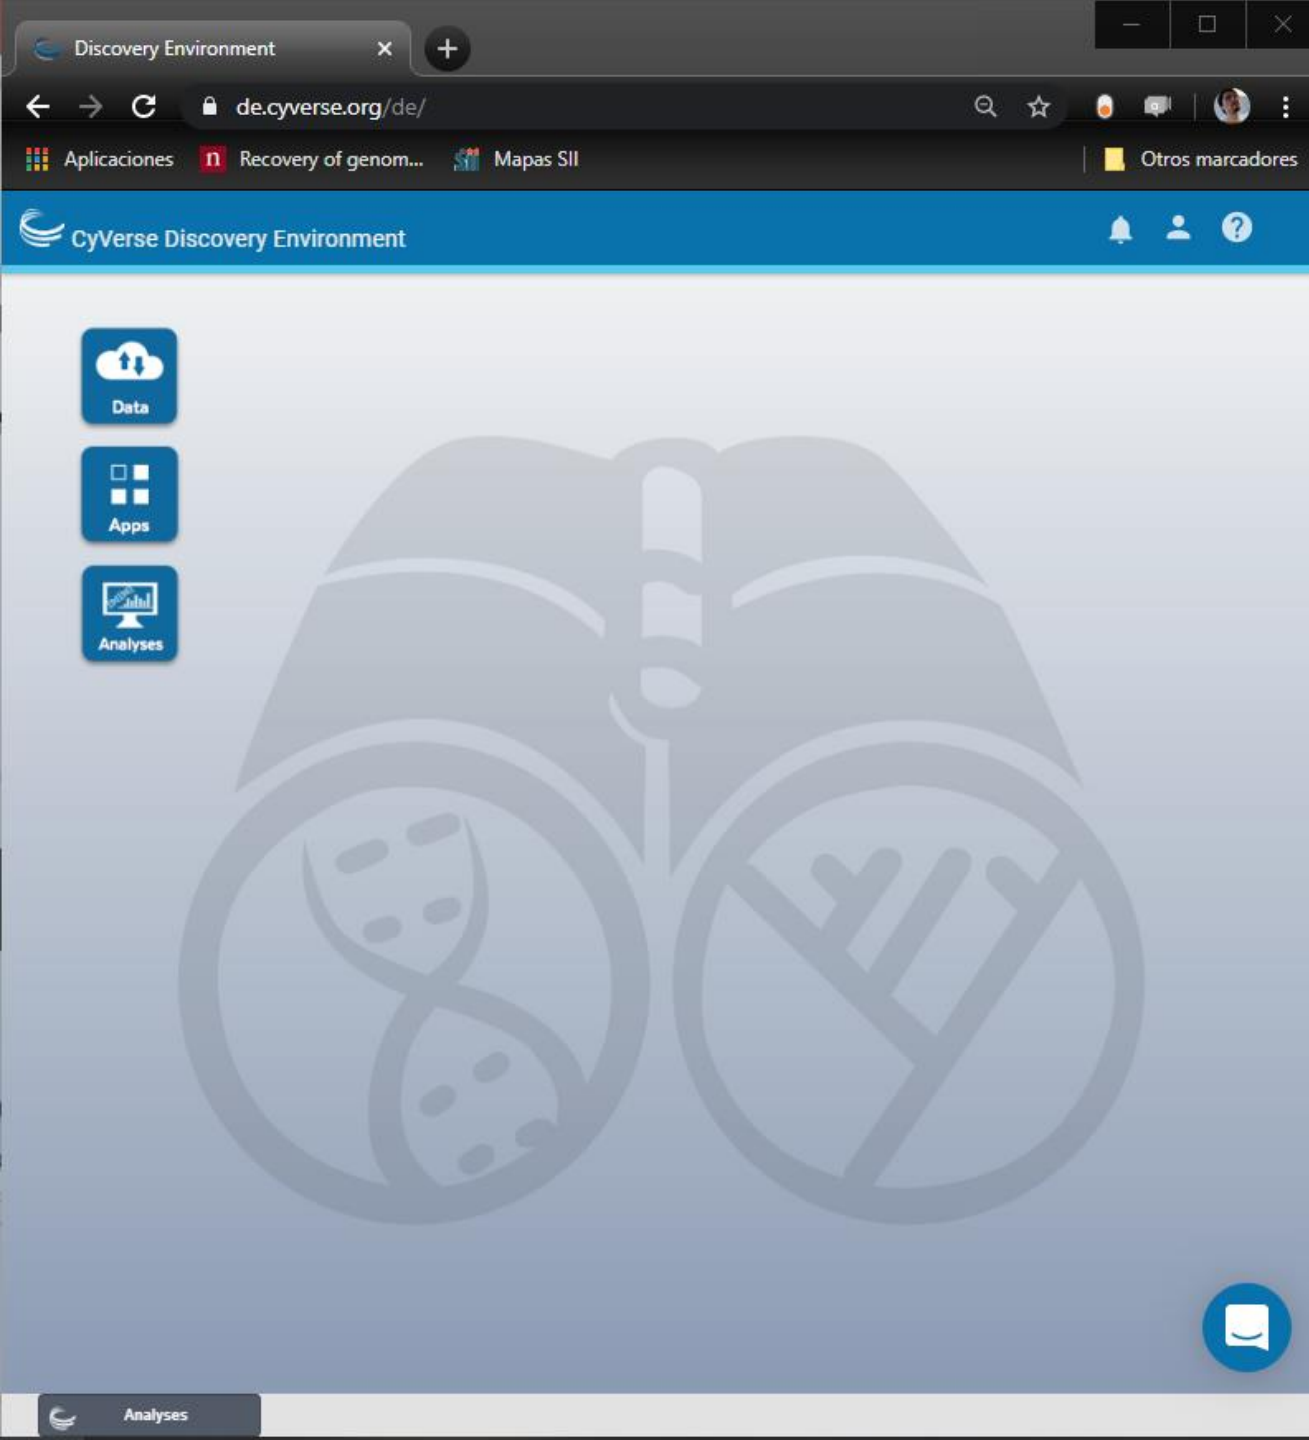 Discovery Environment
de.cyverse.org/de/
Aplicaciones n Recovery of genom... Mapas SII Otros marcadores
CyVerse Discovery Environment
Data
Apps
Analyses
Analyses